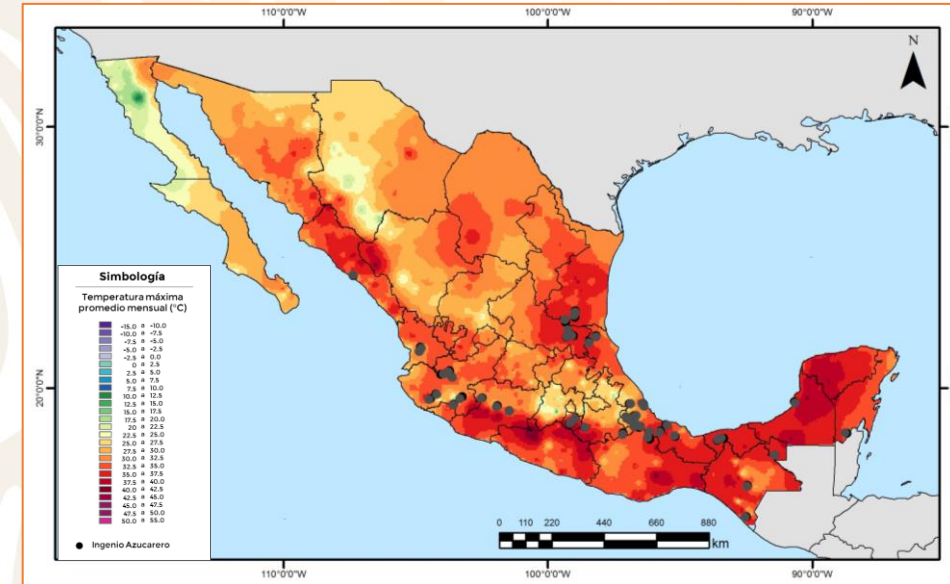 110°0'0"W 100°0'0"W 90°0'0"W
N
30°0'0"N
30°0'0"N
20°0'0"N
20°0'0"N
Simbología
Temperatura máxima
promedio mensual (°C)
-15.0 a -10.0
-10.0 a -7.5
-7.5 a -5.0
-5.0 a -2.5
-2.5 a 0.0
0 a 2.5
2.5 a 5.0
5.0 a 7.5
7.5 a 10.0
10.0 a 12.5
12.5 a 15.0
15.0 a 17.5
17.5 a 20.0
20 a 22.5
22.5 a 25.0
25.0 a 27.5
27.5 a 30.0
30.0 a 32.5
32.5 a 35.0
35.0 a 37.5
37.5 a 40.0
40.0 a 42.5
42.5 a 45.0
45.0 a 47.5
47.5 a 50.0
50.0 a 55.0
Ingenio Azucarero
0 110 220 440 660 880
km
110°0'0"W 100°0'0"W 90°0'0"W